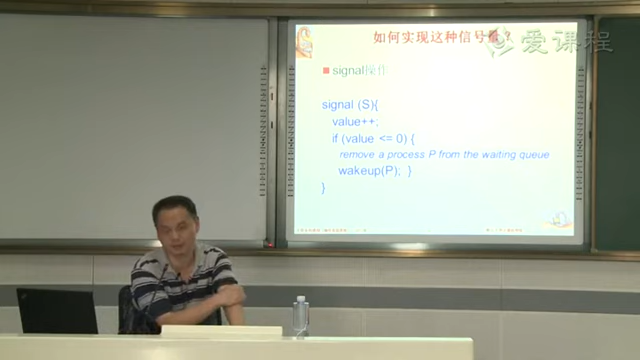 如何实现这种信号量？
爱课程
■ signal操作
signal (S){
value++;
if (value <= 0) {
remove a process P from the waiting queue
wakeup(P); }
}